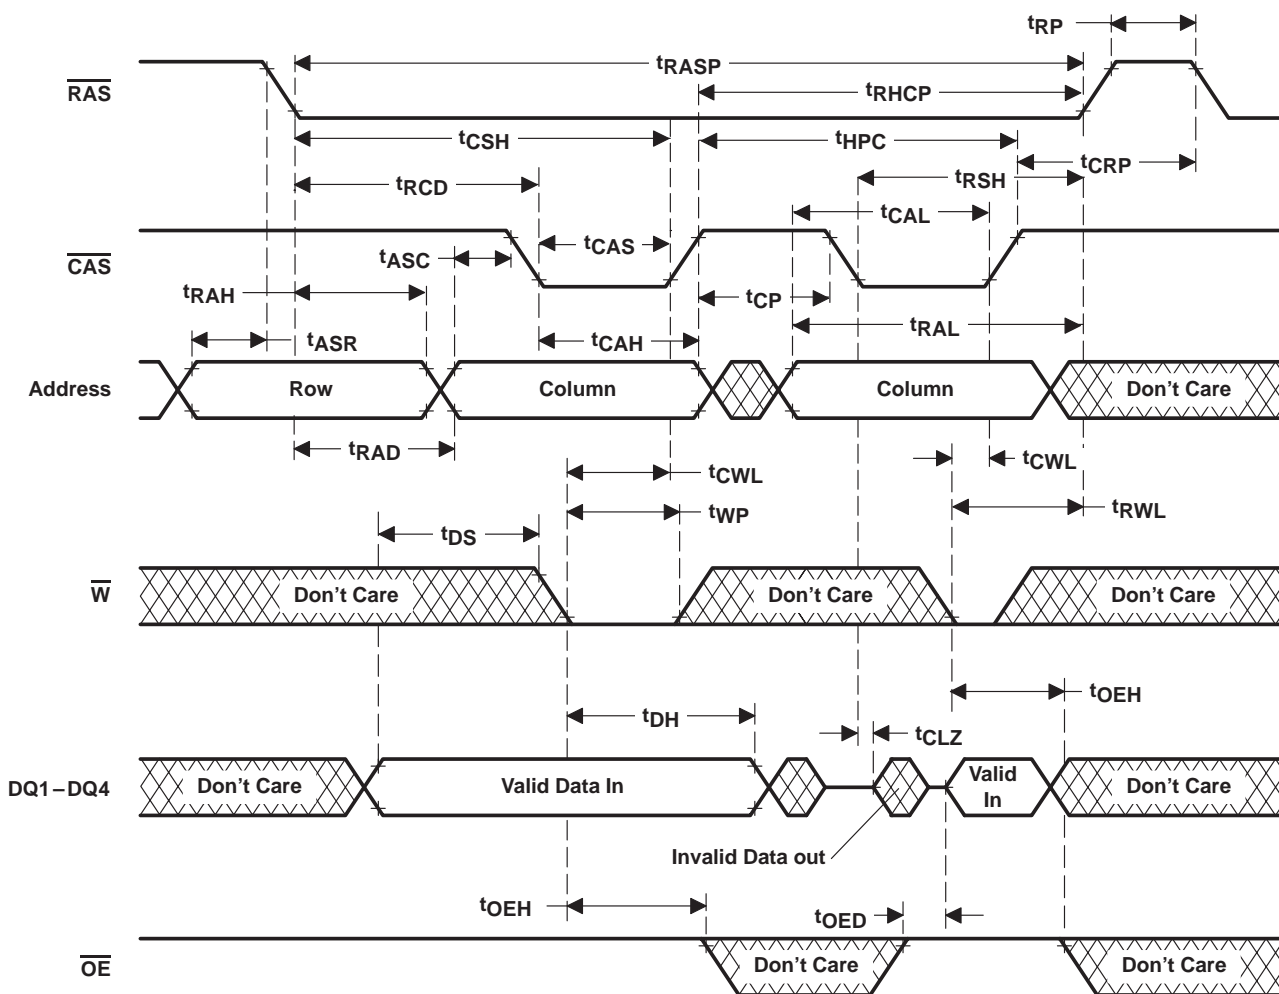 tRP
tRASP
RAS
tRHCP
tCSH
tHPC
tCRP
tRCD
tRSH
tCAL
tCAS
CAS
tASC
tRAH
tCP
tRAL
tASR
tCAH
Address
Row
Column
Column
Don't Care
tRAD
tCWL
tCWL
tWP
tRWL
tDS
W
Don't Care
Don't Care
Don't Care
tOEH
tDH
tCLZ
DQ1–DQ4
Don't Care
Valid Data In
Valid
In
Don't Care
Invalid Data out
tOEH
tOED
OE
Don't Care
Don't Care